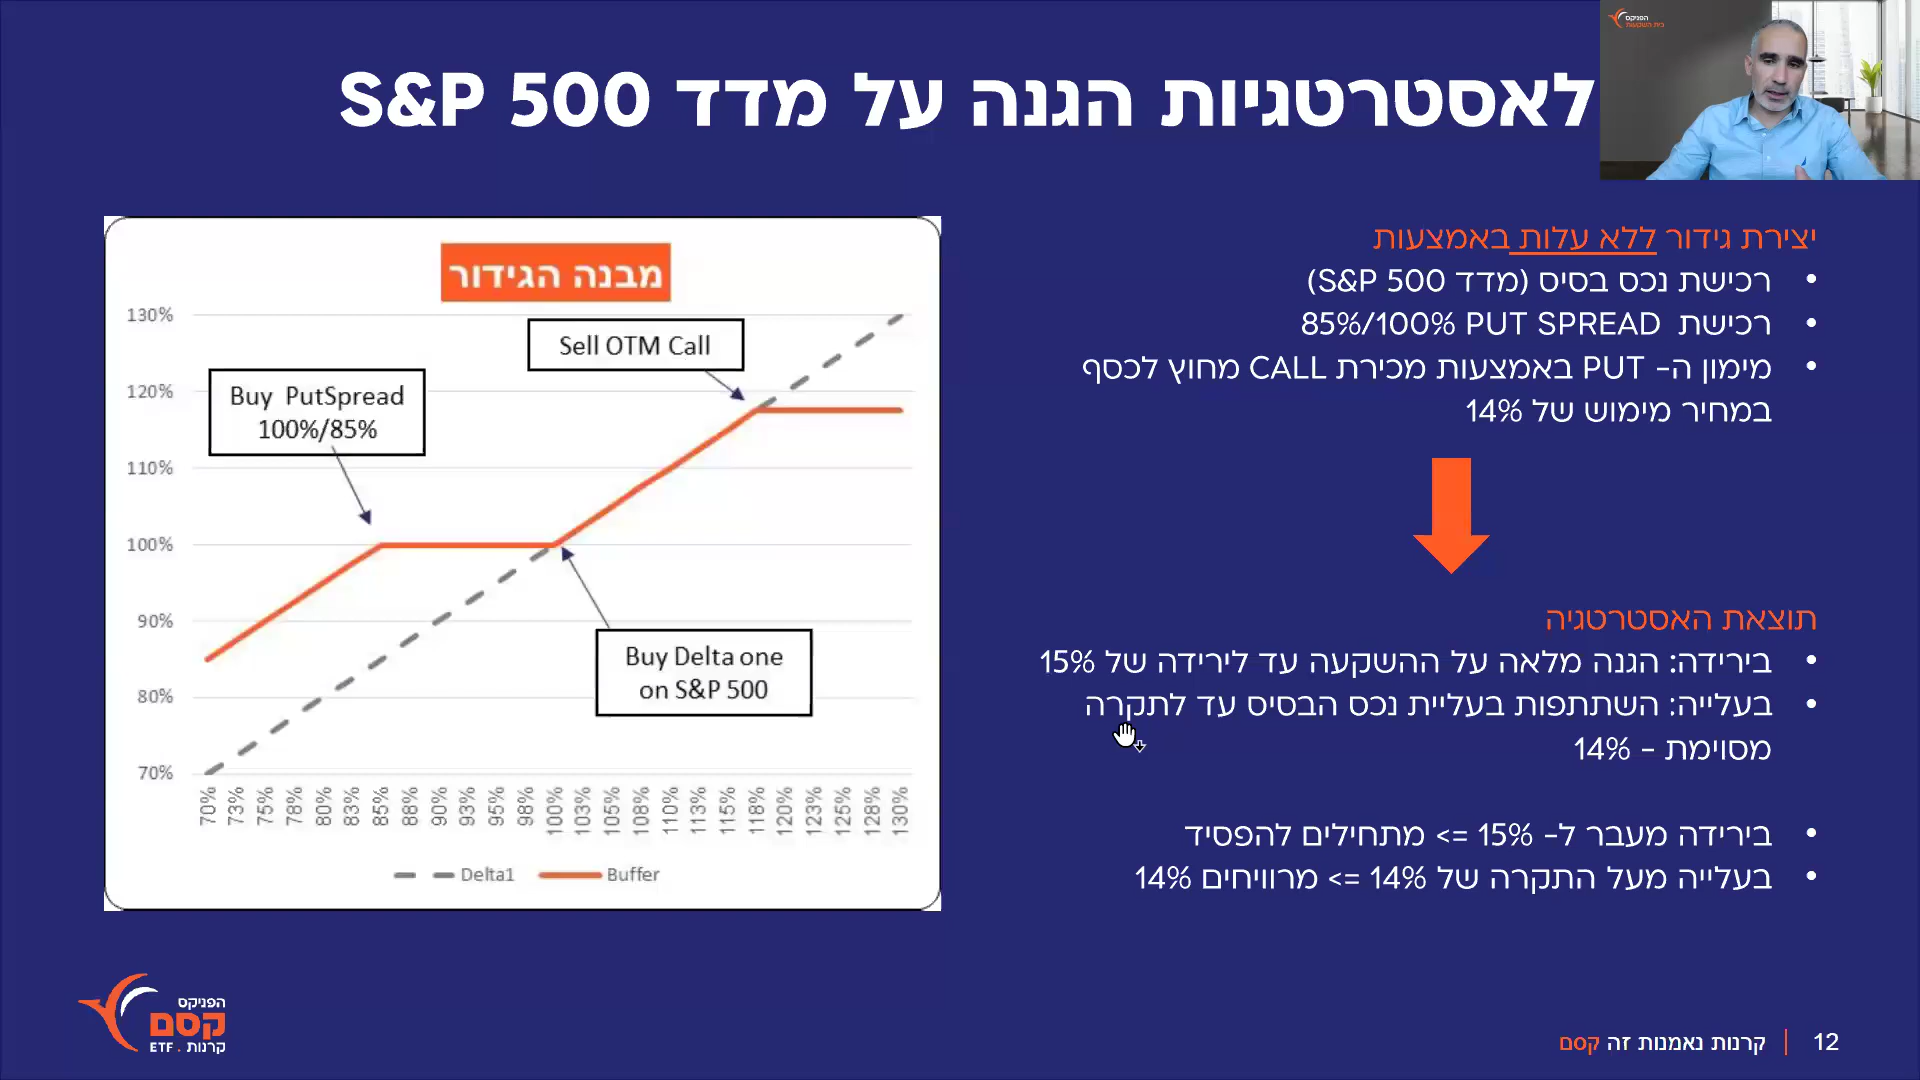 לאסטרטגיות הגנה על מדד S&P 500
הפניקס
בית השקעות
יצירת גידור ללא עלות באמצעות
• רכישת נכס בסיס (מדד S&P 500)
• רכישת 85%/100% PUT SPREAD
• מימון ה- PUT באמצעות מכירת CALL מחוץ לכסף
במחיר מימוש של 14%
תוצאת האסטרטגיה
• בירידה: הגנה מלאה על ההשקעה עד לירידה של 15%
• בעלייה: השתתפות בעליית נכס הבסיס עד לתקרה
מסוימת - 14%
• בירידה מעבר ל- 15% => מתחילים להפסיד
• בעלייה מעל התקרה של 14% => מרוויחים 14%
מבנה הגידור
130%
120%
110%
100%
90%
80%
70%
Sell OTM Call
Buy PutSpread
100%/85%
Buy Delta one
on S&P 500
70% 73% 75% 78% 80% 83% 85% 88% 90% 93% 95% 98% 100% 103% 105% 108% 110% 113% 115% 118% 120% 123% 125% 128% 130%
Delta1 Buffer
הפניקס
קסם
קרנות . ETF
12 | קרנות נאמנות זה קסם